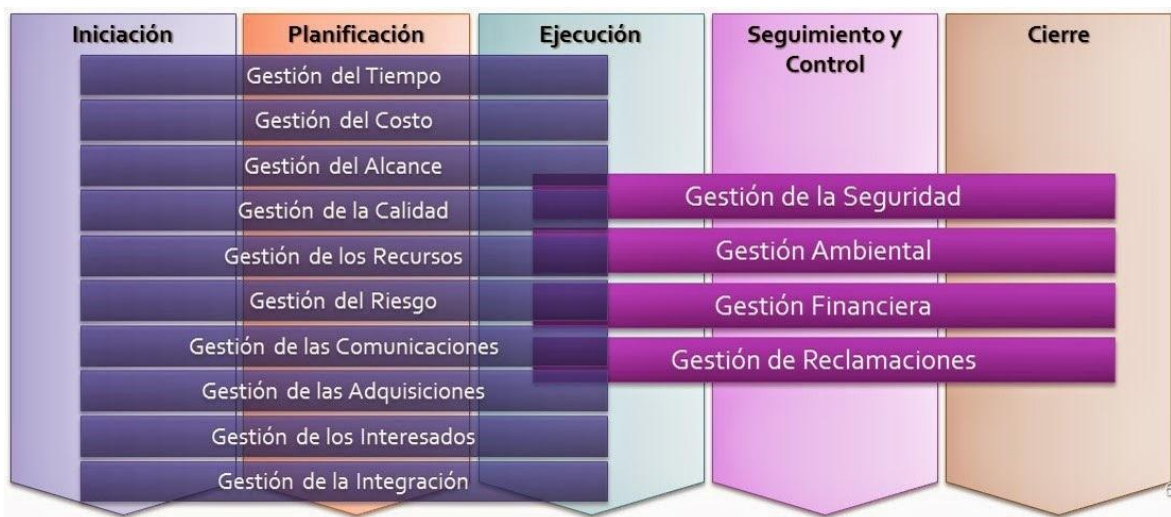 Iniciación
Planificación
Ejecución
Seguimiento y
Control
Cierre
Gestión del Tiempo
Gestión del Costo
Gestión del Alcance
Gestión de la Calidad
Gestión de los Recursos
Gestión del Riesgo
Gestión de las Comunicaciones
Gestión de las Adquisiciones
Gestión de los Interesados
Gestión de la Integración
Gestión de la Seguridad
Gestión Ambiental
Gestión Financiera
Gestión de Reclamaciones